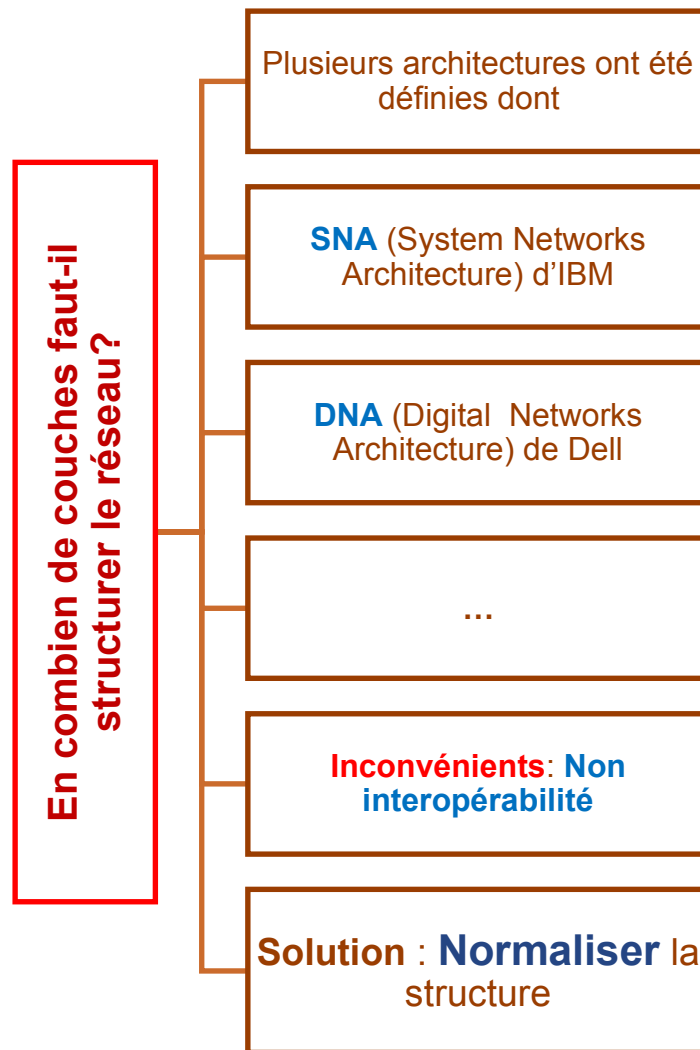 En combien de couches faut-il
structurer le réseau?
Plusieurs architectures ont été
définies dont
SNA (System Networks
Architecture) d’IBM
DNA (Digital Networks
Architecture) de Dell
...
Inconvénients: Non
interopérabilité
Solution : Normaliser la
structure